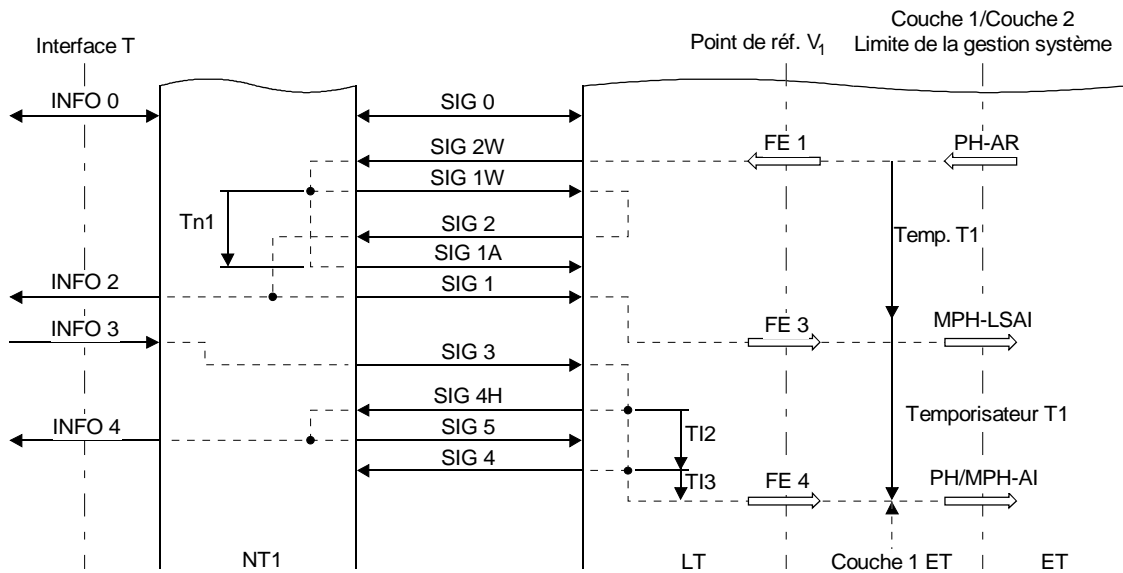 Couche 1/Couche 2
Interface T
Point de réf. V1
Limite de la gestion système
INFO 0
SIG 0
SIG 2W
FE 1
PH-AR
SIG 1W
Tn1
SIG 2
Temp. T1
SIG 1A
INFO 2
SIG 1
INFO 3
FE 3
MPH-LSAI
SIG 3
SIG 4H
INFO 4
SIG 5
TI2
Temporisateur T1
SIG 4
TI3
FE 4
PH/MPH-AI
NT1
LT
Couche 1 ET
ET